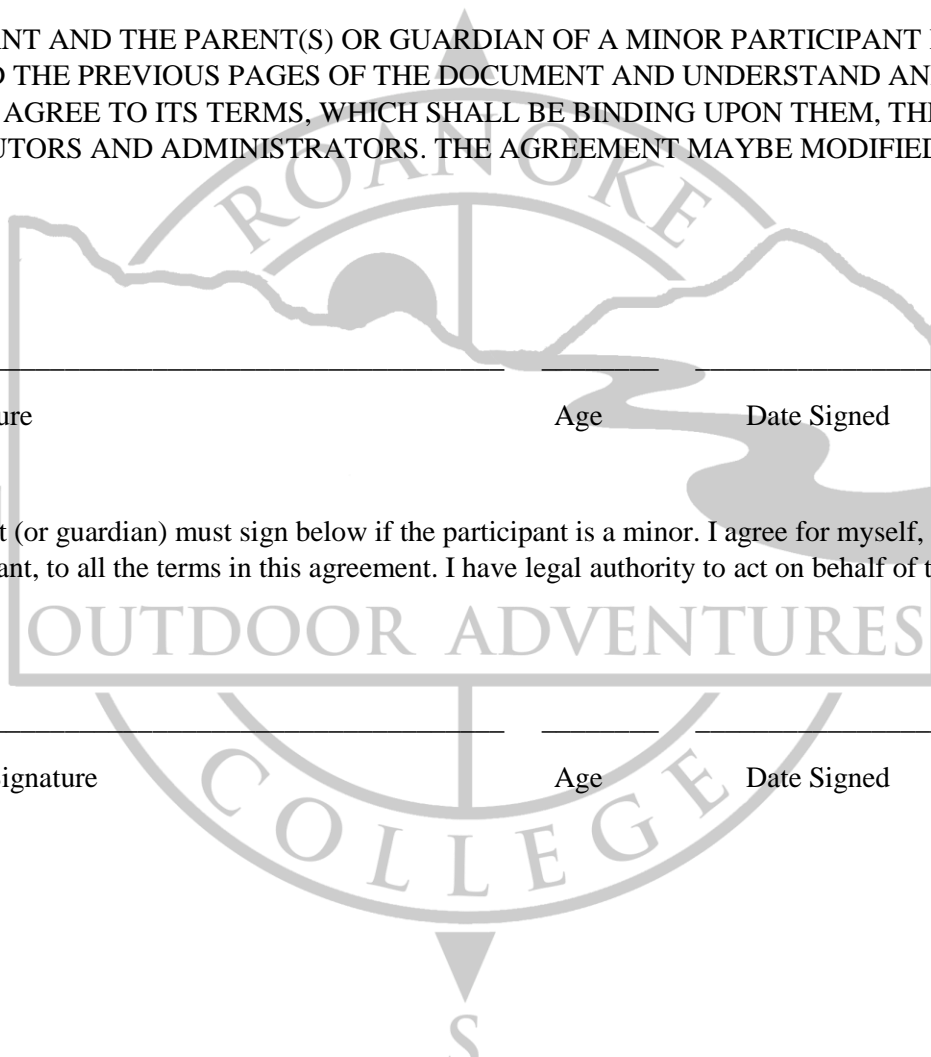 ANT AND THE PARENT(S) OR GUARDIAN OF A MINOR PARTICIPANT
THE PREVIOUS PAGES OF THE DOCUMENT AND UNDERSTAND AN
AGREE TO ITS TERMS, WHICH SHALL BE BINDING UPON THEM, THE
UTORS AND ADMINISTRATORS. THE AGREEMENT MAYBE MODIFIED
ROANOKE
ure Age Date Signed
t (or guardian) must sign below if the participant is a minor. I agree for myself,
ant, to all the terms in this agreement. I have legal authority to act on behalf of t
OUTDOOR ADVENTURES
ignature Age Date Signed
COLLEGE
S